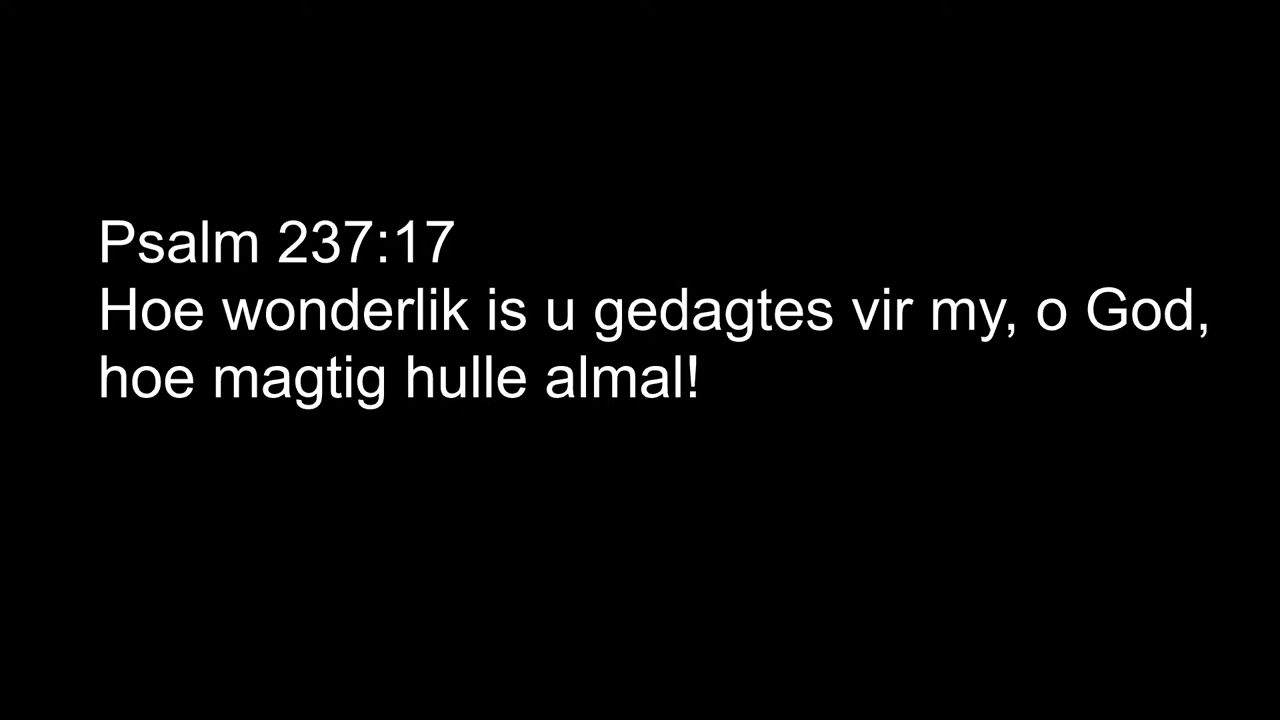 Psalm 237:17
Hoe wonderlik is u gedagtes vir my, o God,
hoe magtig hulle almal!